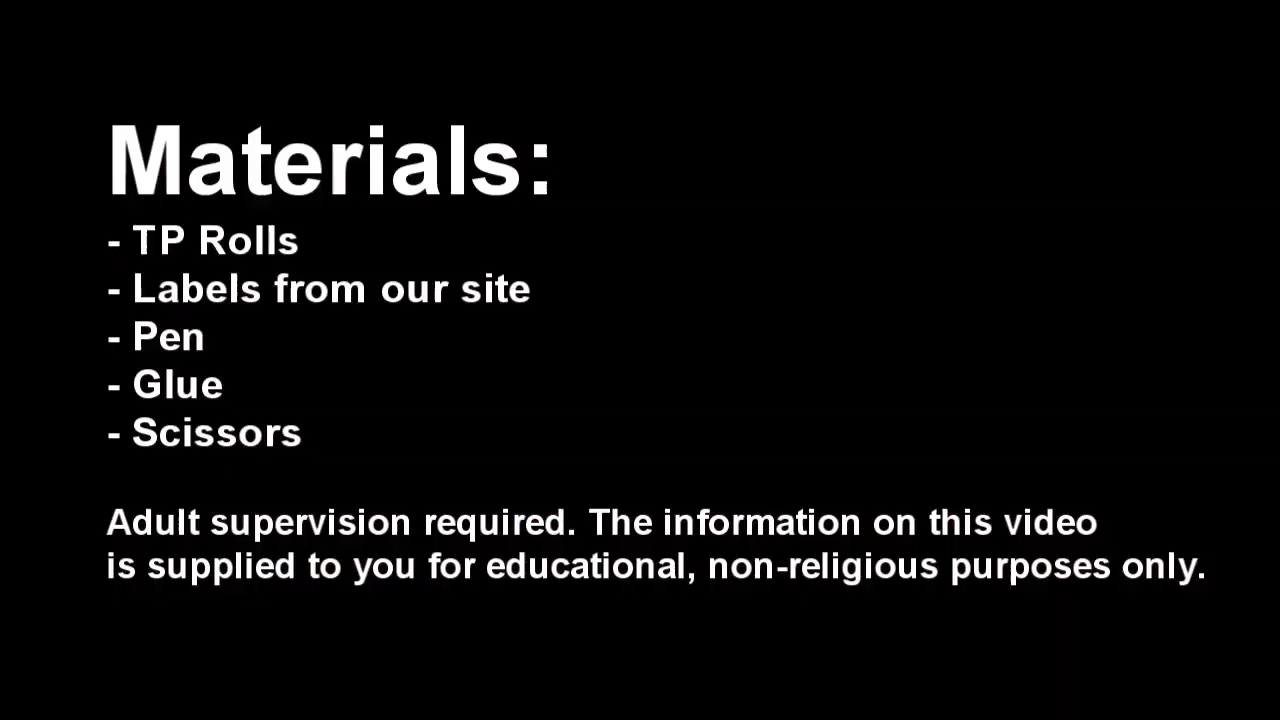 Materials:
- TP Rolls
- Labels from our site
- Pen
- Glue
- Scissors
Adult supervision required. The information on this video
is supplied to you for educational, non-religious purposes only.